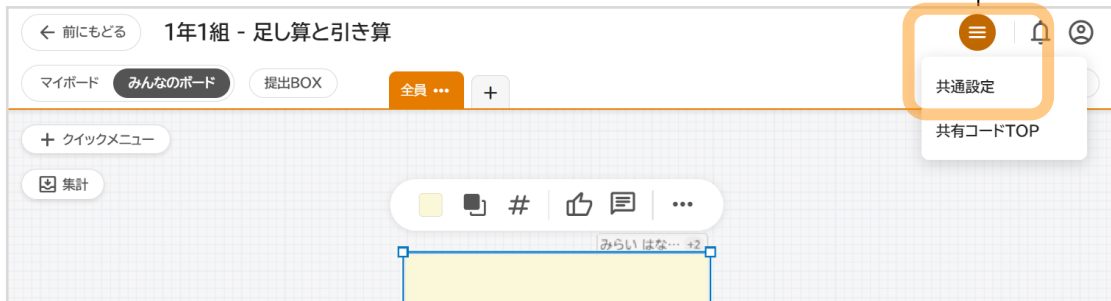 ← 前にもどる 1年1組 - 足し算と引き算
マイボード みんなのボード 提出BOX 全員 ••• +
共通設定
共有コードTOP
+ クイックメニュー
集計
# •••
みらい はな… +2